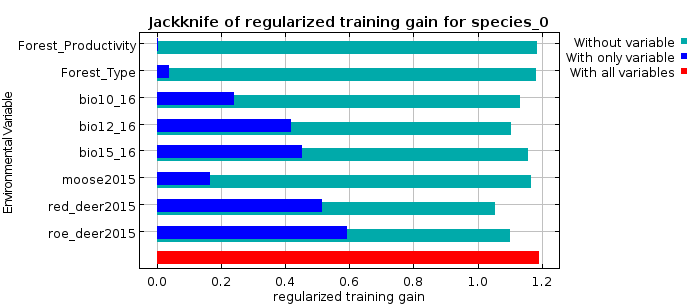 Jackknife of regularized training gain for species_0
Forest_Productivity
Forest_Type
bio10_16
bio12_16
bio15_16
moose2015
red_deer2015
roe_deer2015
Environmental Variable
0.0 0.2 0.4 0.6 0.8 1.0 1.2
regularized training gain
Without variable
With only variable
With all variables